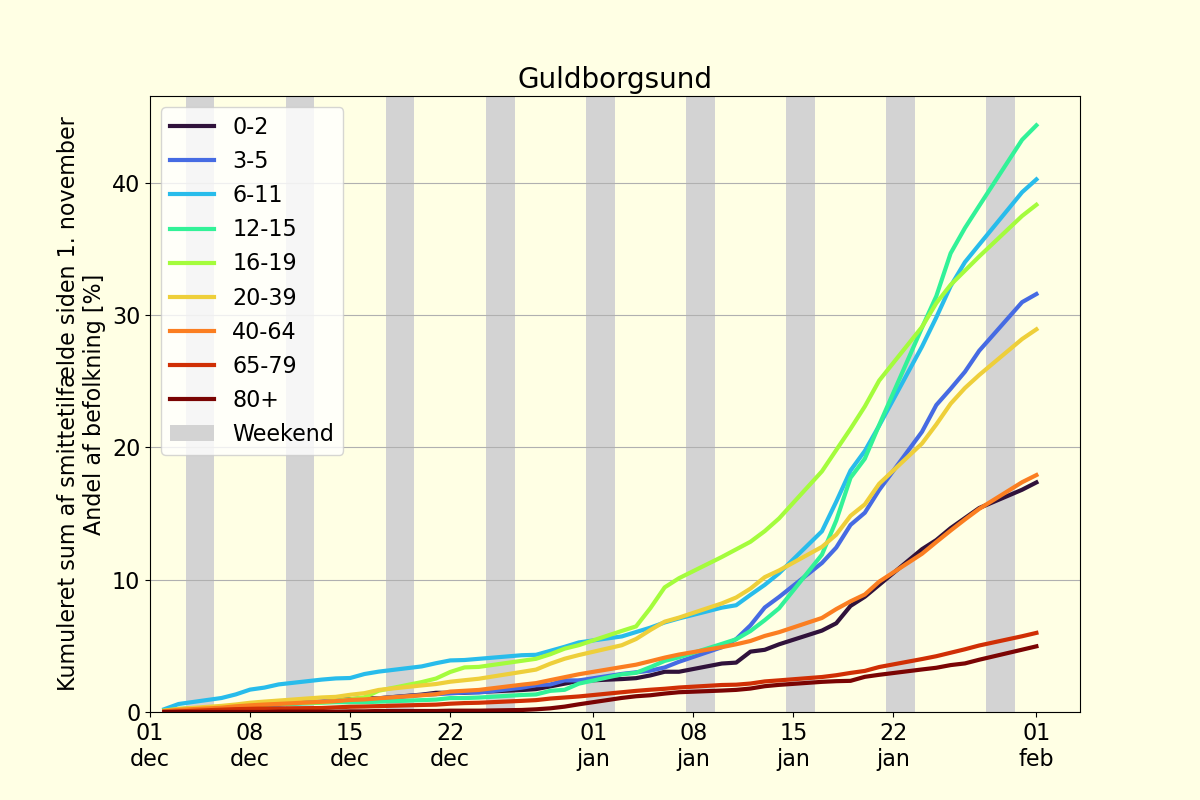 Guldborgsund
Kumuleret sum af smittetilfælde siden 1. november
Andel af befolkning [%]
40
30
20
10
0
0-2
3-5
6-11
12-15
16-19
20-39
40-64
65-79
80+
Weekend
01 08 15 22 01 08 15 22 01
dec dec dec dec jan jan jan jan feb